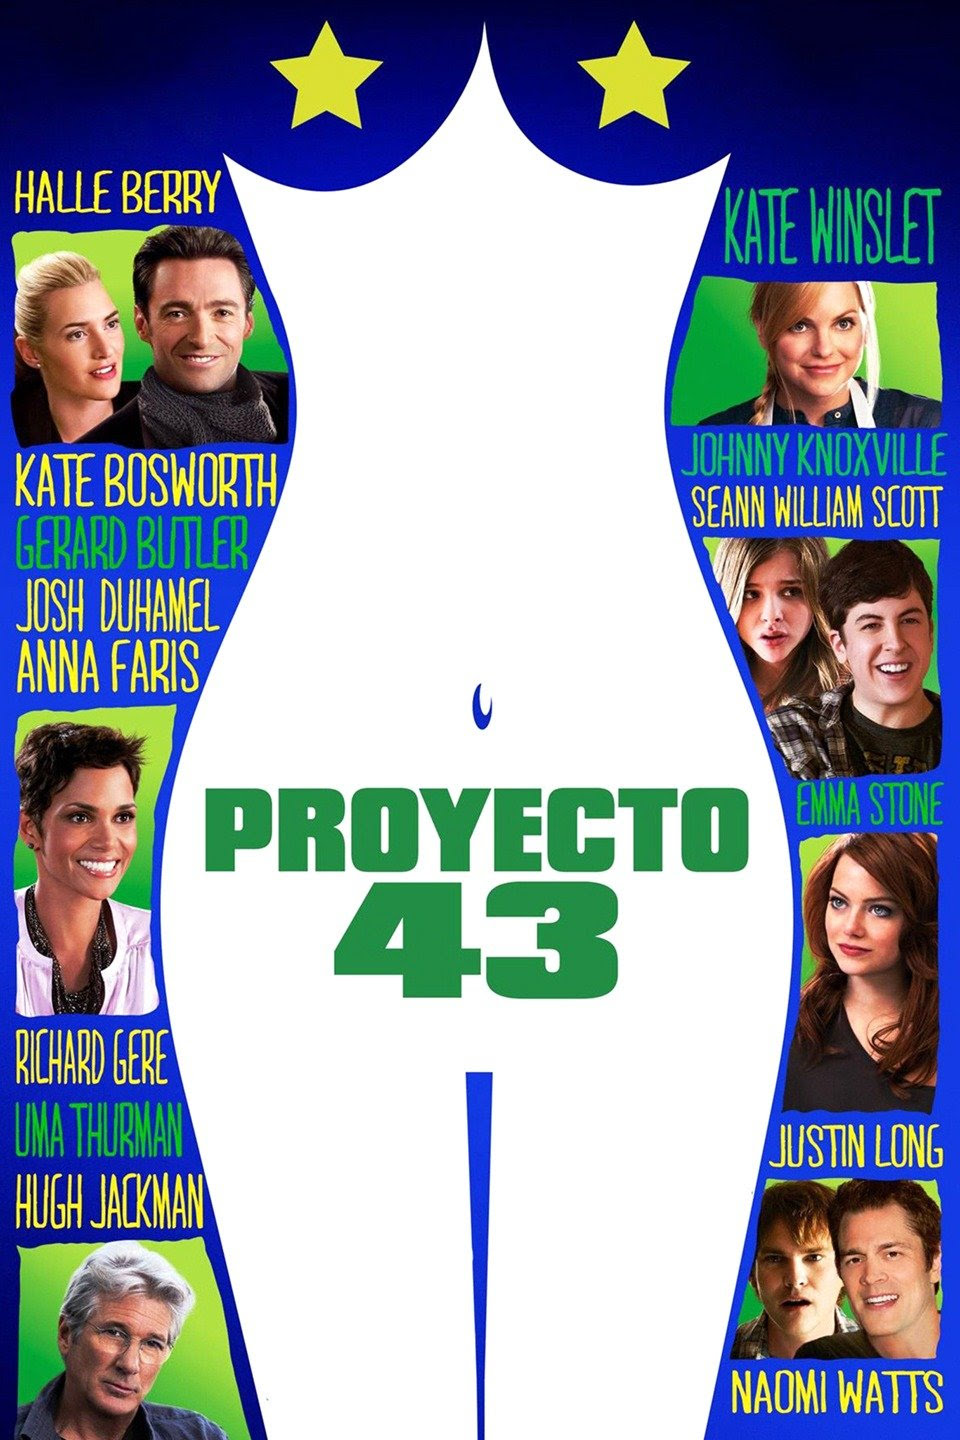 HALLE BERRY
KATE BOSWORTH
GERARD BUTLER
JOSH DUHAMEL
ANNA FARIS
RICHARD GERE
UMA THURMAN
HUGH JACKMAN
PROYECTO
43
KATE WINSLET
JOHNNY KNOXVILLE
SEANN WILLIAM SCOTT
EMMA STONE
JUSTIN LONG
NAOMI WATTS